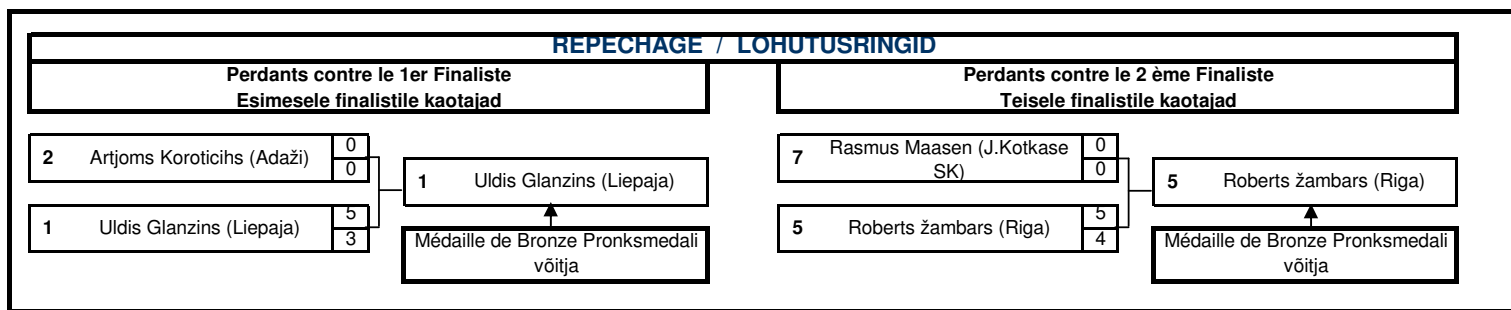 REPECHAGE / LOHUTUSRINGID
Perdants contre le 1er Finaliste
Esimesele finalistile kaotajad
2 Artjoms Koroticihs (Adaži) 0
0
1 Uldis Glanzins (Liepaja) 5
3
1 Uldis Glanzins (Liepaja)
Médaille de Bronze Pronksmedali
võitja
Perdants contre le 2 ème Finaliste
Teisele finalistile kaotajad
7 Rasmus Maasen (J.Kotkase
SK)
0
0
5 Roberts žambars (Riga) 5
4
5 Roberts žambars (Riga)
Médaille de Bronze Pronksmedali
võitja